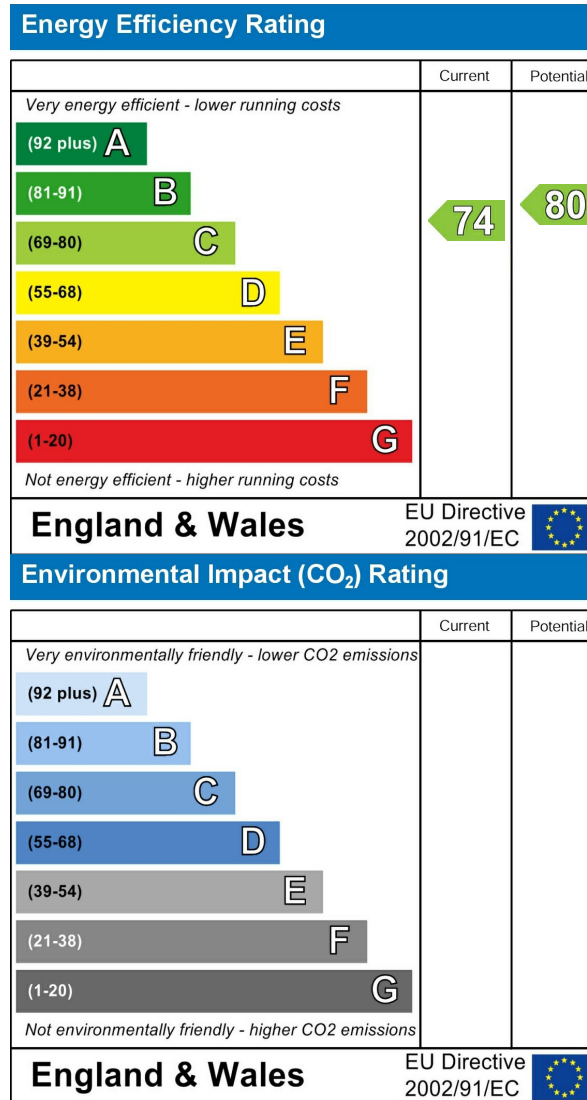 Energy Efficiency Rating
Current Potential
Very energy efficient - lower running costs
(92 plus) A
(81-91) B
(69-80) C
(55-68) D
(39-54) E
(21-38) F
(1-20) G
74
80
Not energy efficient - higher running costs
England & Wales
EU Directive
2002/91/EC
Environmental Impact (CO₂) Rating
Current Potential
Very environmentally friendly - lower CO2 emissions
(92 plus) A
(81-91) B
(69-80) C
(55-68) D
(39-54) E
(21-38) F
(1-20) G
Not environmentally friendly - higher CO2 emissions
England & Wales
EU Directive
2002/91/EC